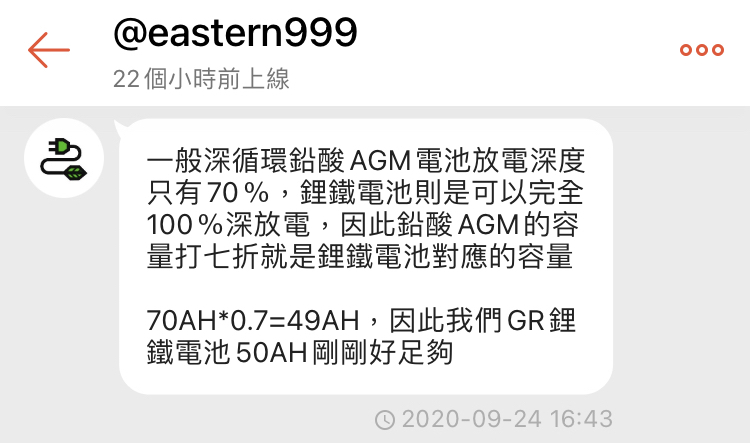 @eastern999
22個小時前上線
一般深循環鉛酸AGM電池放電深度
只有70%，鋰鐵電池則是可以完全
100%深放電，因此鉛酸AGM的容
量打七折就是鋰鐵電池對應的容量
70AH*0.7=49AH，因此我們GR鋰
鐵電池50AH剛剛好足夠
2020-09-24 16:43